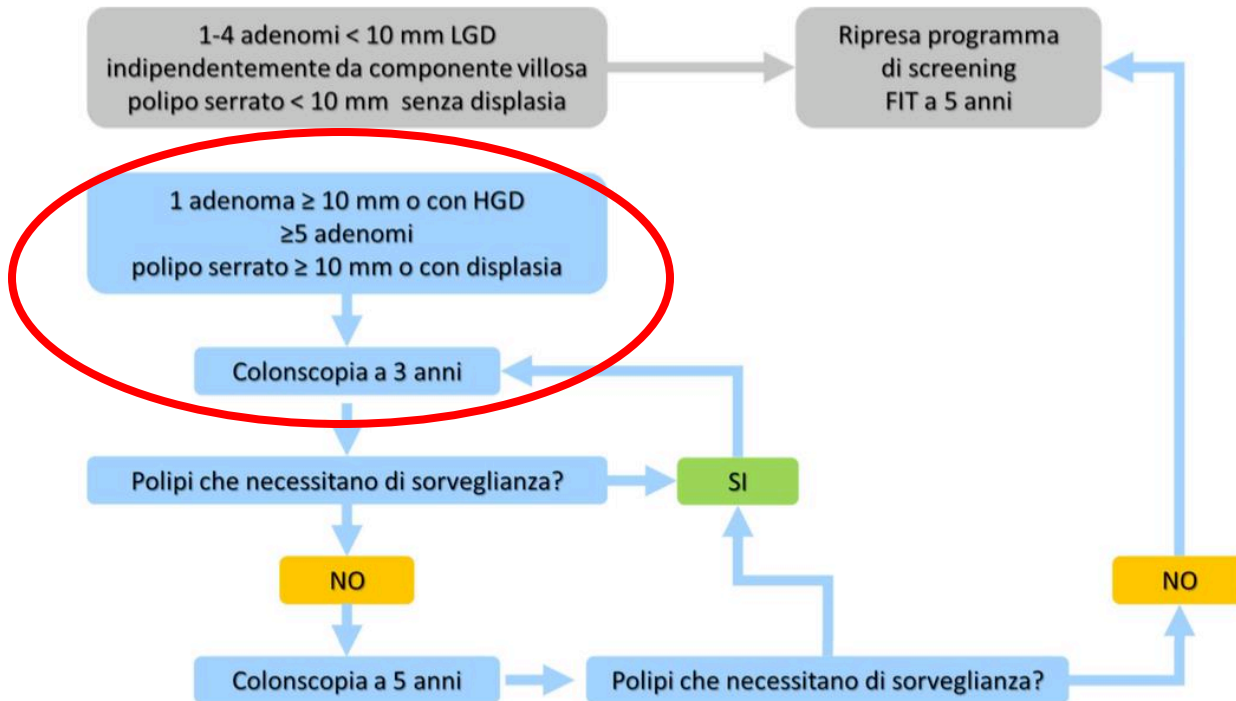 1-4 adenomi < 10 mm LGD
indipendentemente da componente villosa
polipo serrato < 10 mm senza displasia
Ripresa programma
di screening
FIT a 5 anni
1 adenoma ≥ 10 mm o con HGD
≥5 adenomi
polipo serrato ≥ 10 mm o con displasia
Colonscopia a 3 anni
Polipi che necessitano di sorveglianza?
SI
NO
NO
Colonscopia a 5 anni
Polipi che necessitano di sorveglianza?